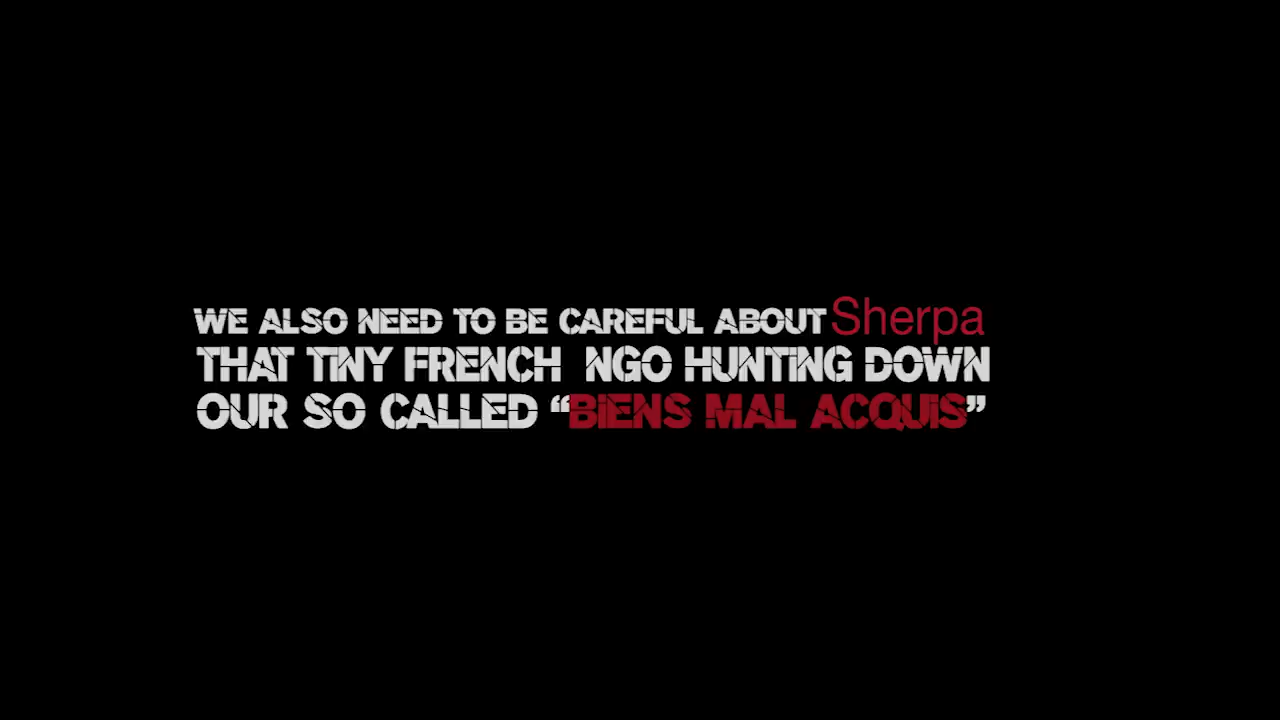 WE ALSO NEED TO BE CAREFUL ABOUT Sherpa
THAT TINY FRENCH NGO HUNTING DOWN
OUR SO CALLED “BIENS MAL ACQUIS”